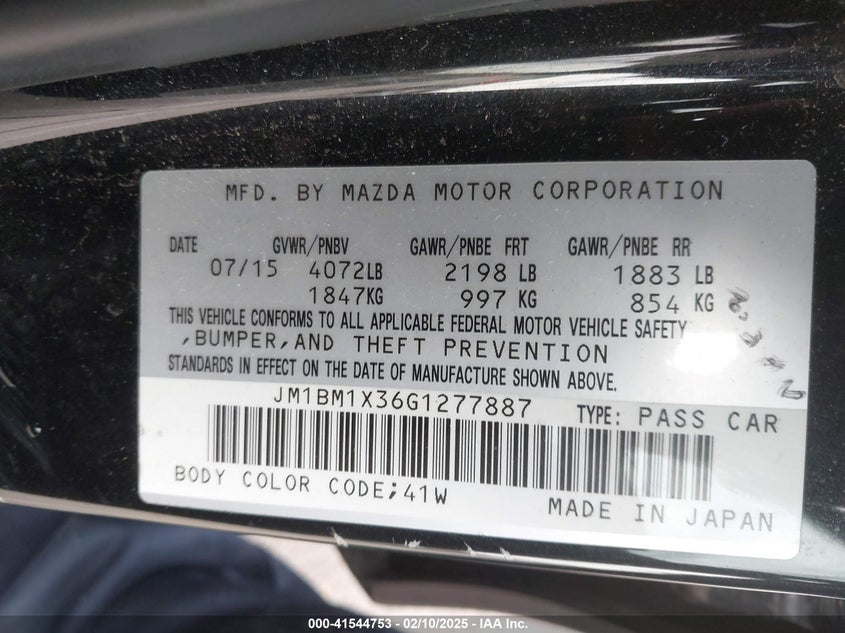 MFD. BY MAZDA MOTOR CORPORATION
DATE GVWR/PNBV GAWR/PNBE FRT GAWR/PNBE RR
07/15 4072LB 2198 LB 1883 LB
1847KG 997 KG 854 KG
THIS VEHICLE CONFORMS TO ALL APPLICABLE FEDERAL MOTOR VEHICLE SAFETY
,BUMPER,AND THEFT PREVENTION
STANDARDS IN EFFECT ON THE DATE OF MANUFACTURE SHOWN ABOVE.
JM1BM1X36G1277887 TYPE: PASS CAR
BODY COLOR CODE;41W
MADE IN JAPAN
000-41544753 - 02/10/2025 - IAA Inc.